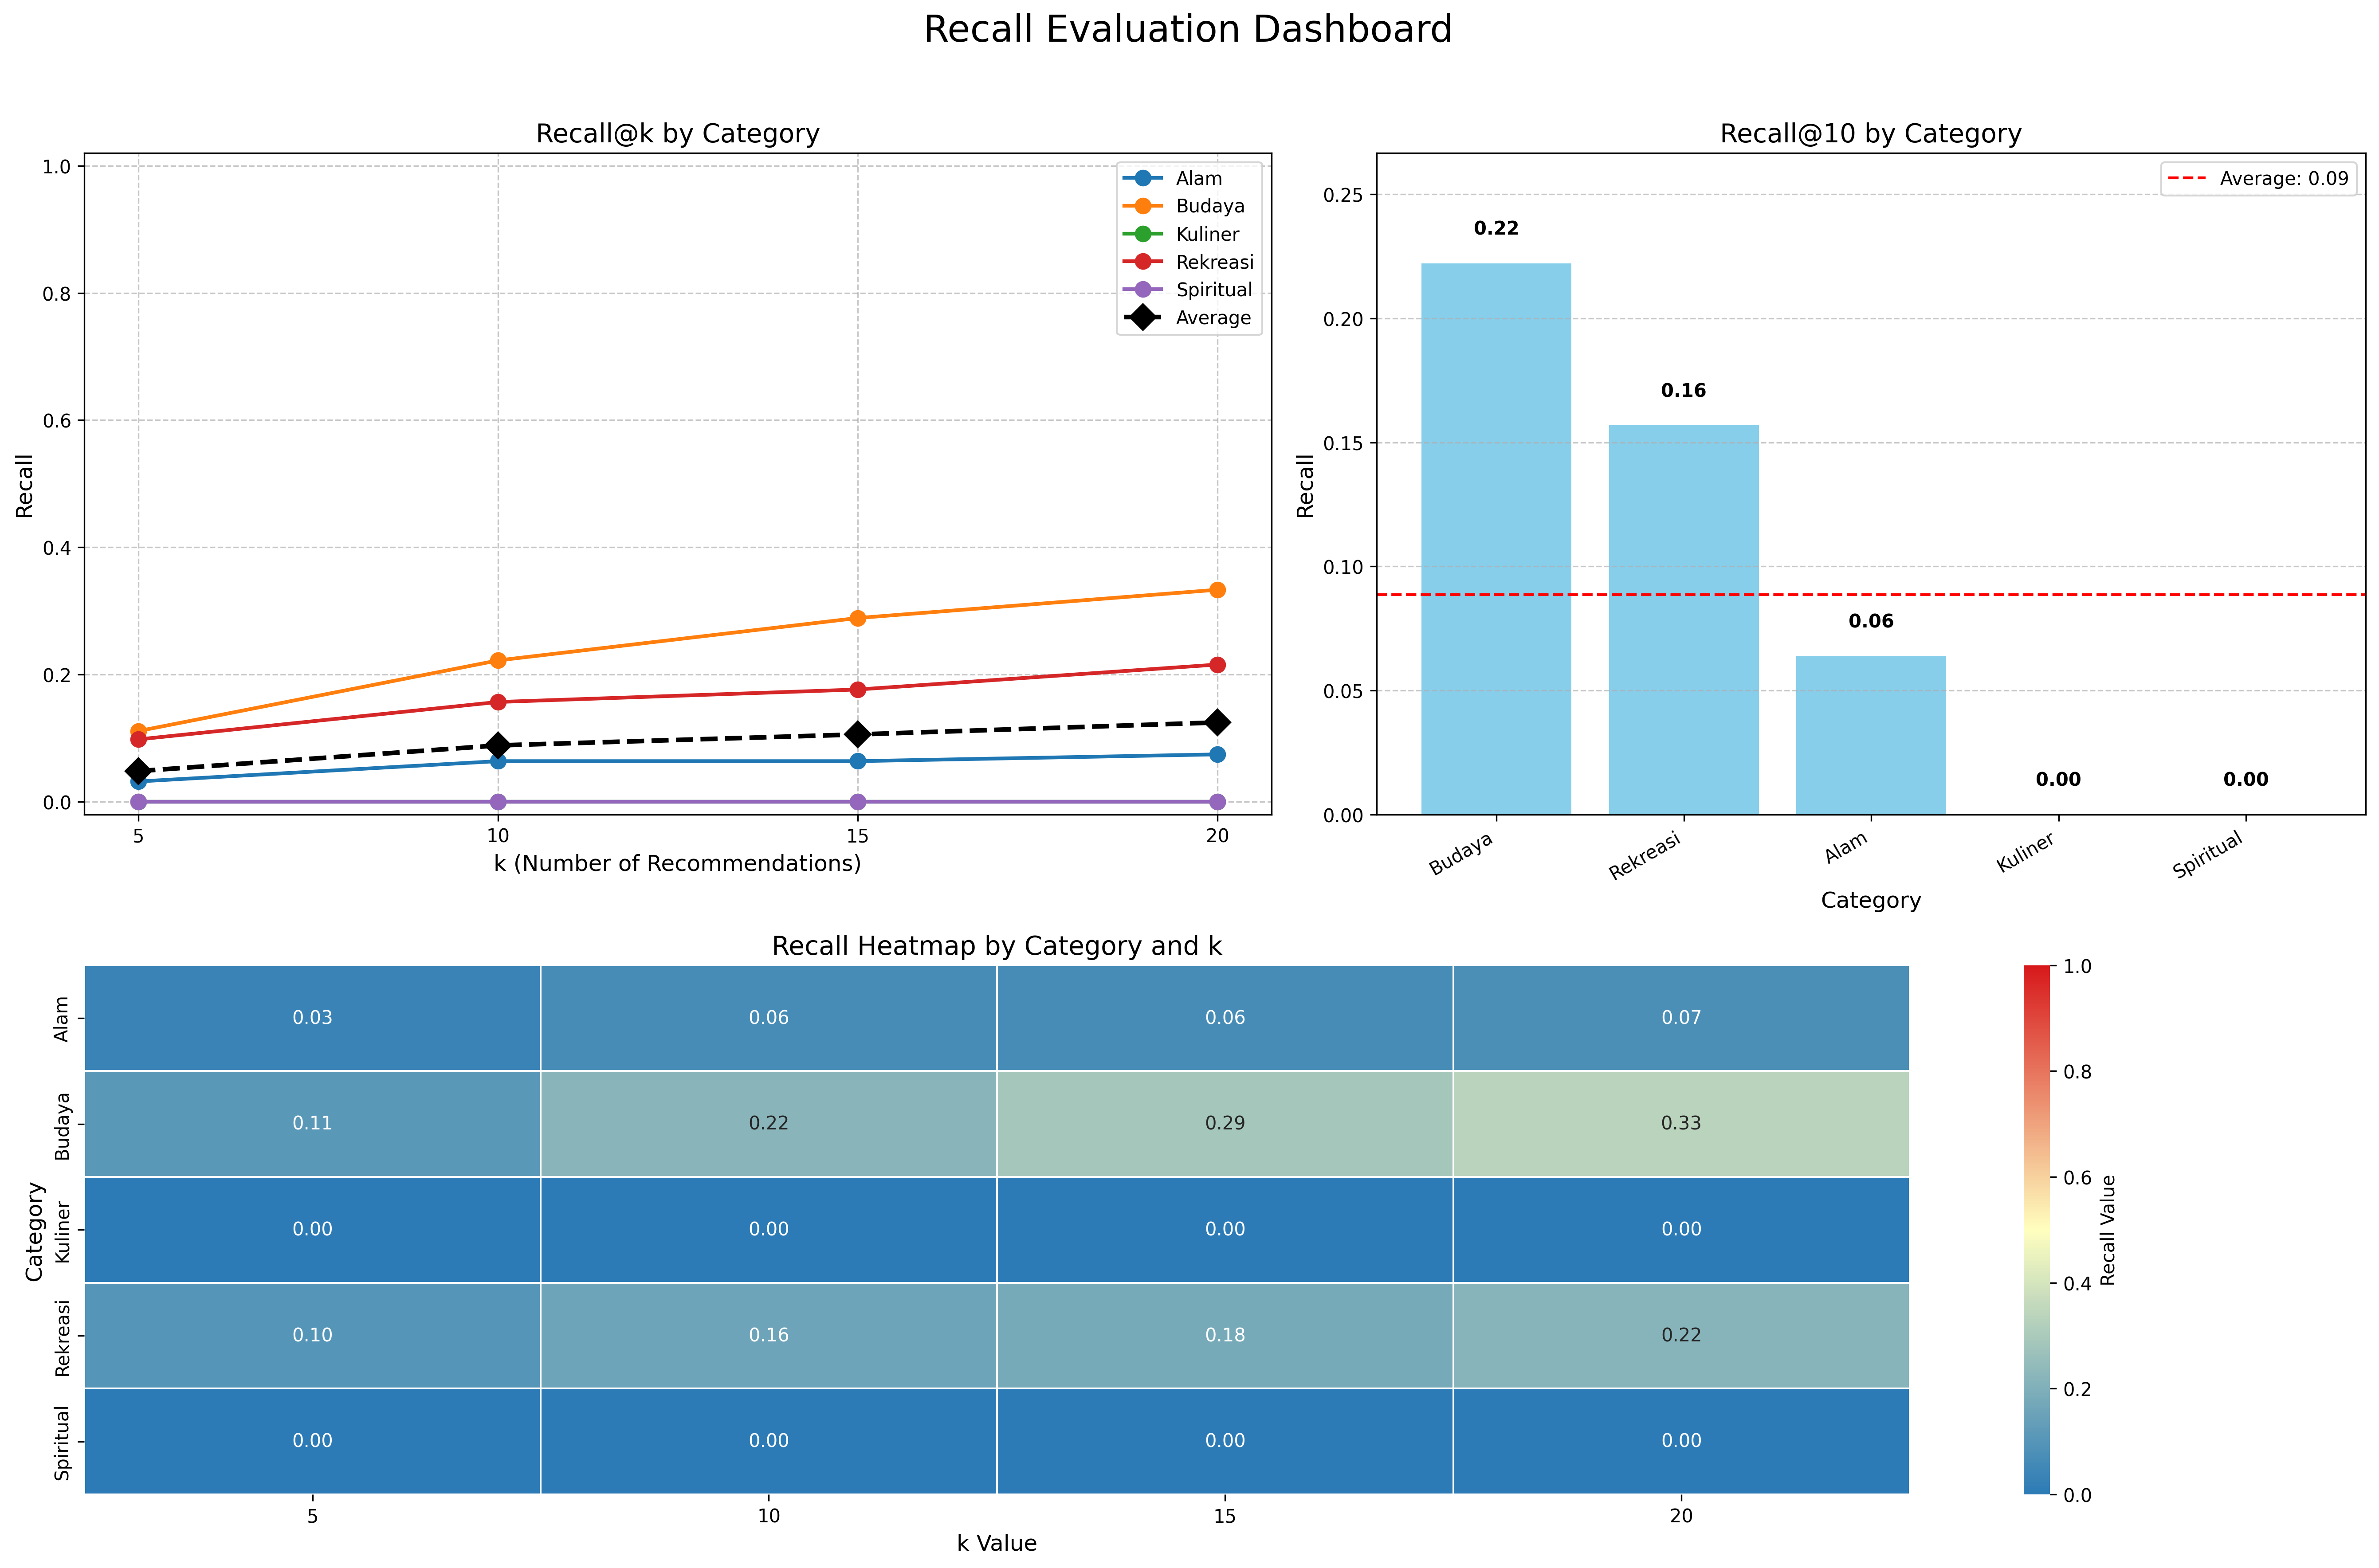 Recall Evaluation Dashboard
Recall@k by Category
Recall
1.0
0.8
0.6
0.4
0.2
0.0
5 10 15 20
k (Number of Recommendations)
Alam
Budaya
Kuliner
Rekreasi
Spiritual
Average
Recall@10 by Category
Recall
0.25
0.20
0.15
0.10
0.05
0.00
Average: 0.09
0.22
0.16
0.06
0.00
0.00
Budaya Rekreasi Alam Kuliner Spiritual
Category
Recall Heatmap by Category and k
Category
Alam 0.03 0.06 0.06 0.07
Budaya 0.11 0.22 0.29 0.33
Kuliner 0.00 0.00 0.00 0.00
Rekreasi 0.10 0.16 0.18 0.22
Spiritual 0.00 0.00 0.00 0.00
5 10 15 20
k Value
1.0
0.8
0.6
0.4
0.2
0.0
Recall Value